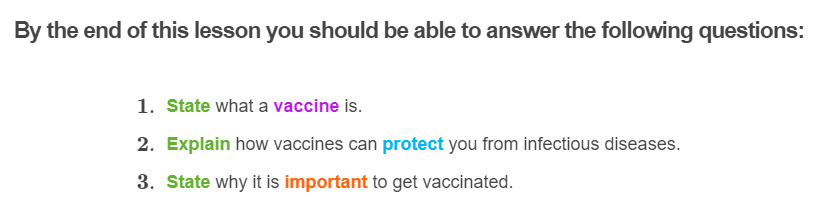 By the end of this lesson you should be able to answer the following questions:
1. State what a vaccine is.
2. Explain how vaccines can protect you from infectious diseases.
3. State why it is important to get vaccinated.